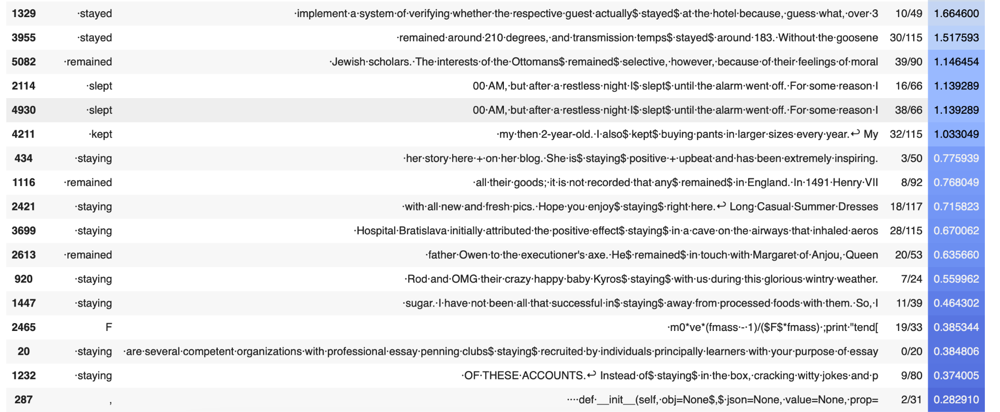 1329 ·stayed ·implement·a·system·of·verifying·whether·the·respective·guest·actually$·stayed$·at·the·hotel·because,·guess·what,·over·3 10/49 1.664600
3955 ·stayed ·remained·around·210·degrees,·and·transmission·temps$·stayed$·around·183.·Without·the·goosene 30/115 1.517593
5082 ·remained ·Jewish·scholars.·The·interests·of·the·Ottomans$·remained$·selective,·however,·because·of·their·feelings·of·moral 39/90 1.146454
2114 ·slept 00·AM,·but·after·a·restless·night·I$·slept$·until·the·alarm·went·off.·For·some·reason·I 16/66 1.139289
4930 ·slept 00·AM,·but·after·a·restless·night·I$·slept$·until·the·alarm·went·off.·For·some·reason·I 38/66 1.139289
4211 ·kept ·my·then·2-year-old.·I·also$·kept$·buying·pants·in·larger·sizes·every·year.↩ My 32/115 1.033049
434 ·staying ·her·story·here·+·on·her·blog.·She·is$·staying$·positive·+·upbeat·and·has·been·extremely·inspiring. 3/50 0.775939
1116 ·remained ·all·their·goods;·it·is·not·recorded·that·any$·remained$·in·England.·In·1491·Henry·VII 8/92 0.768049
2421 ·staying ·with·all·new·and·fresh·pics.·Hope·you·enjoy$·staying$·right·here.↩ Long·Casual·Summer·Dresses 18/117 0.715823
3699 ·staying ·Hospital·Bratislava·initially·attributed·the·positive·effect$·staying$·in·a·cave·on·the·airways·that·inhaled·aeros 28/115 0.670062
2613 ·remained ·father·Owen·to·the·executioner's·axe.·He$·remained$·in·touch·with·Margaret·of·Anjou,·Queen 20/53 0.635660
920 ·staying ·Rod·and·OMG·their·crazy·happy·baby·Kyros$·staying$·with·us·during·this·glorious·wintry·weather. 7/24 0.559962
1447 ·staying ·sugar.·I·have·not·been·all·that·successful·in$·staying$·away·from·processed·foods·with·them.·So,·I 11/39 0.464302
2465 F ·m0*ve*(fmass·-·1)/($F$*fmass)·;print·"tend[ 19/33 0.385344
20 ·staying ·are·several·competent·organizations·with·professional·essay·penning·clubs$·staying$·recruited·by·individuals·principally·learners·with·your·purpose·of·essay 0/20 0.384806
1232 ·staying ·OF·THESE·ACCOUNTS.↩ Instead·of$·staying$·in·the·box,·cracking·witty·jokes·and·p 9/80 0.374005
287 , ····def·__init__(self,·obj=None$,$·json=None,·value=None,·prop= 2/31 0.282910